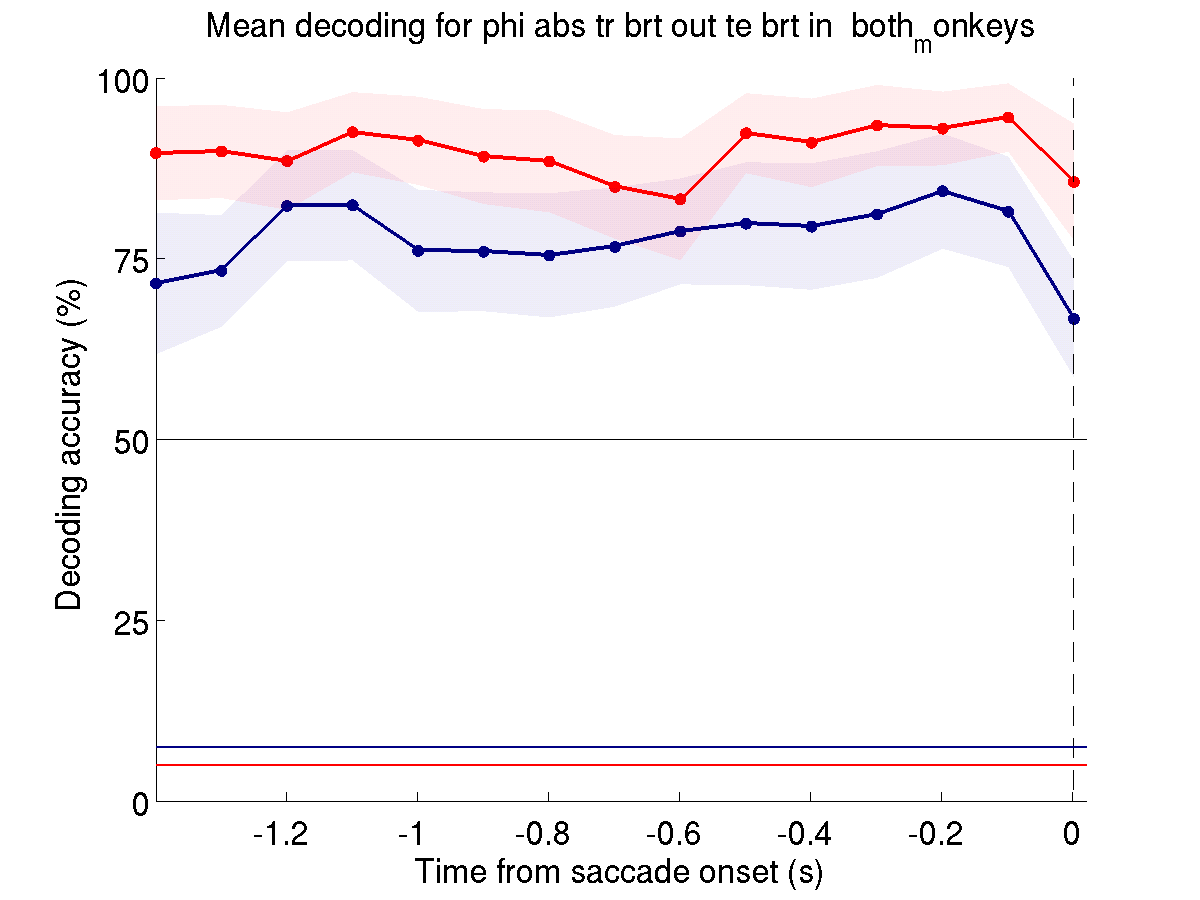 Mean decoding for phi abs tr brt out te brt in  both_monkeys
100
75
50
25
0
Decoding accuracy (%)
-1.2 -1 -0.8 -0.6 -0.4 -0.2 0
Time from saccade onset (s)